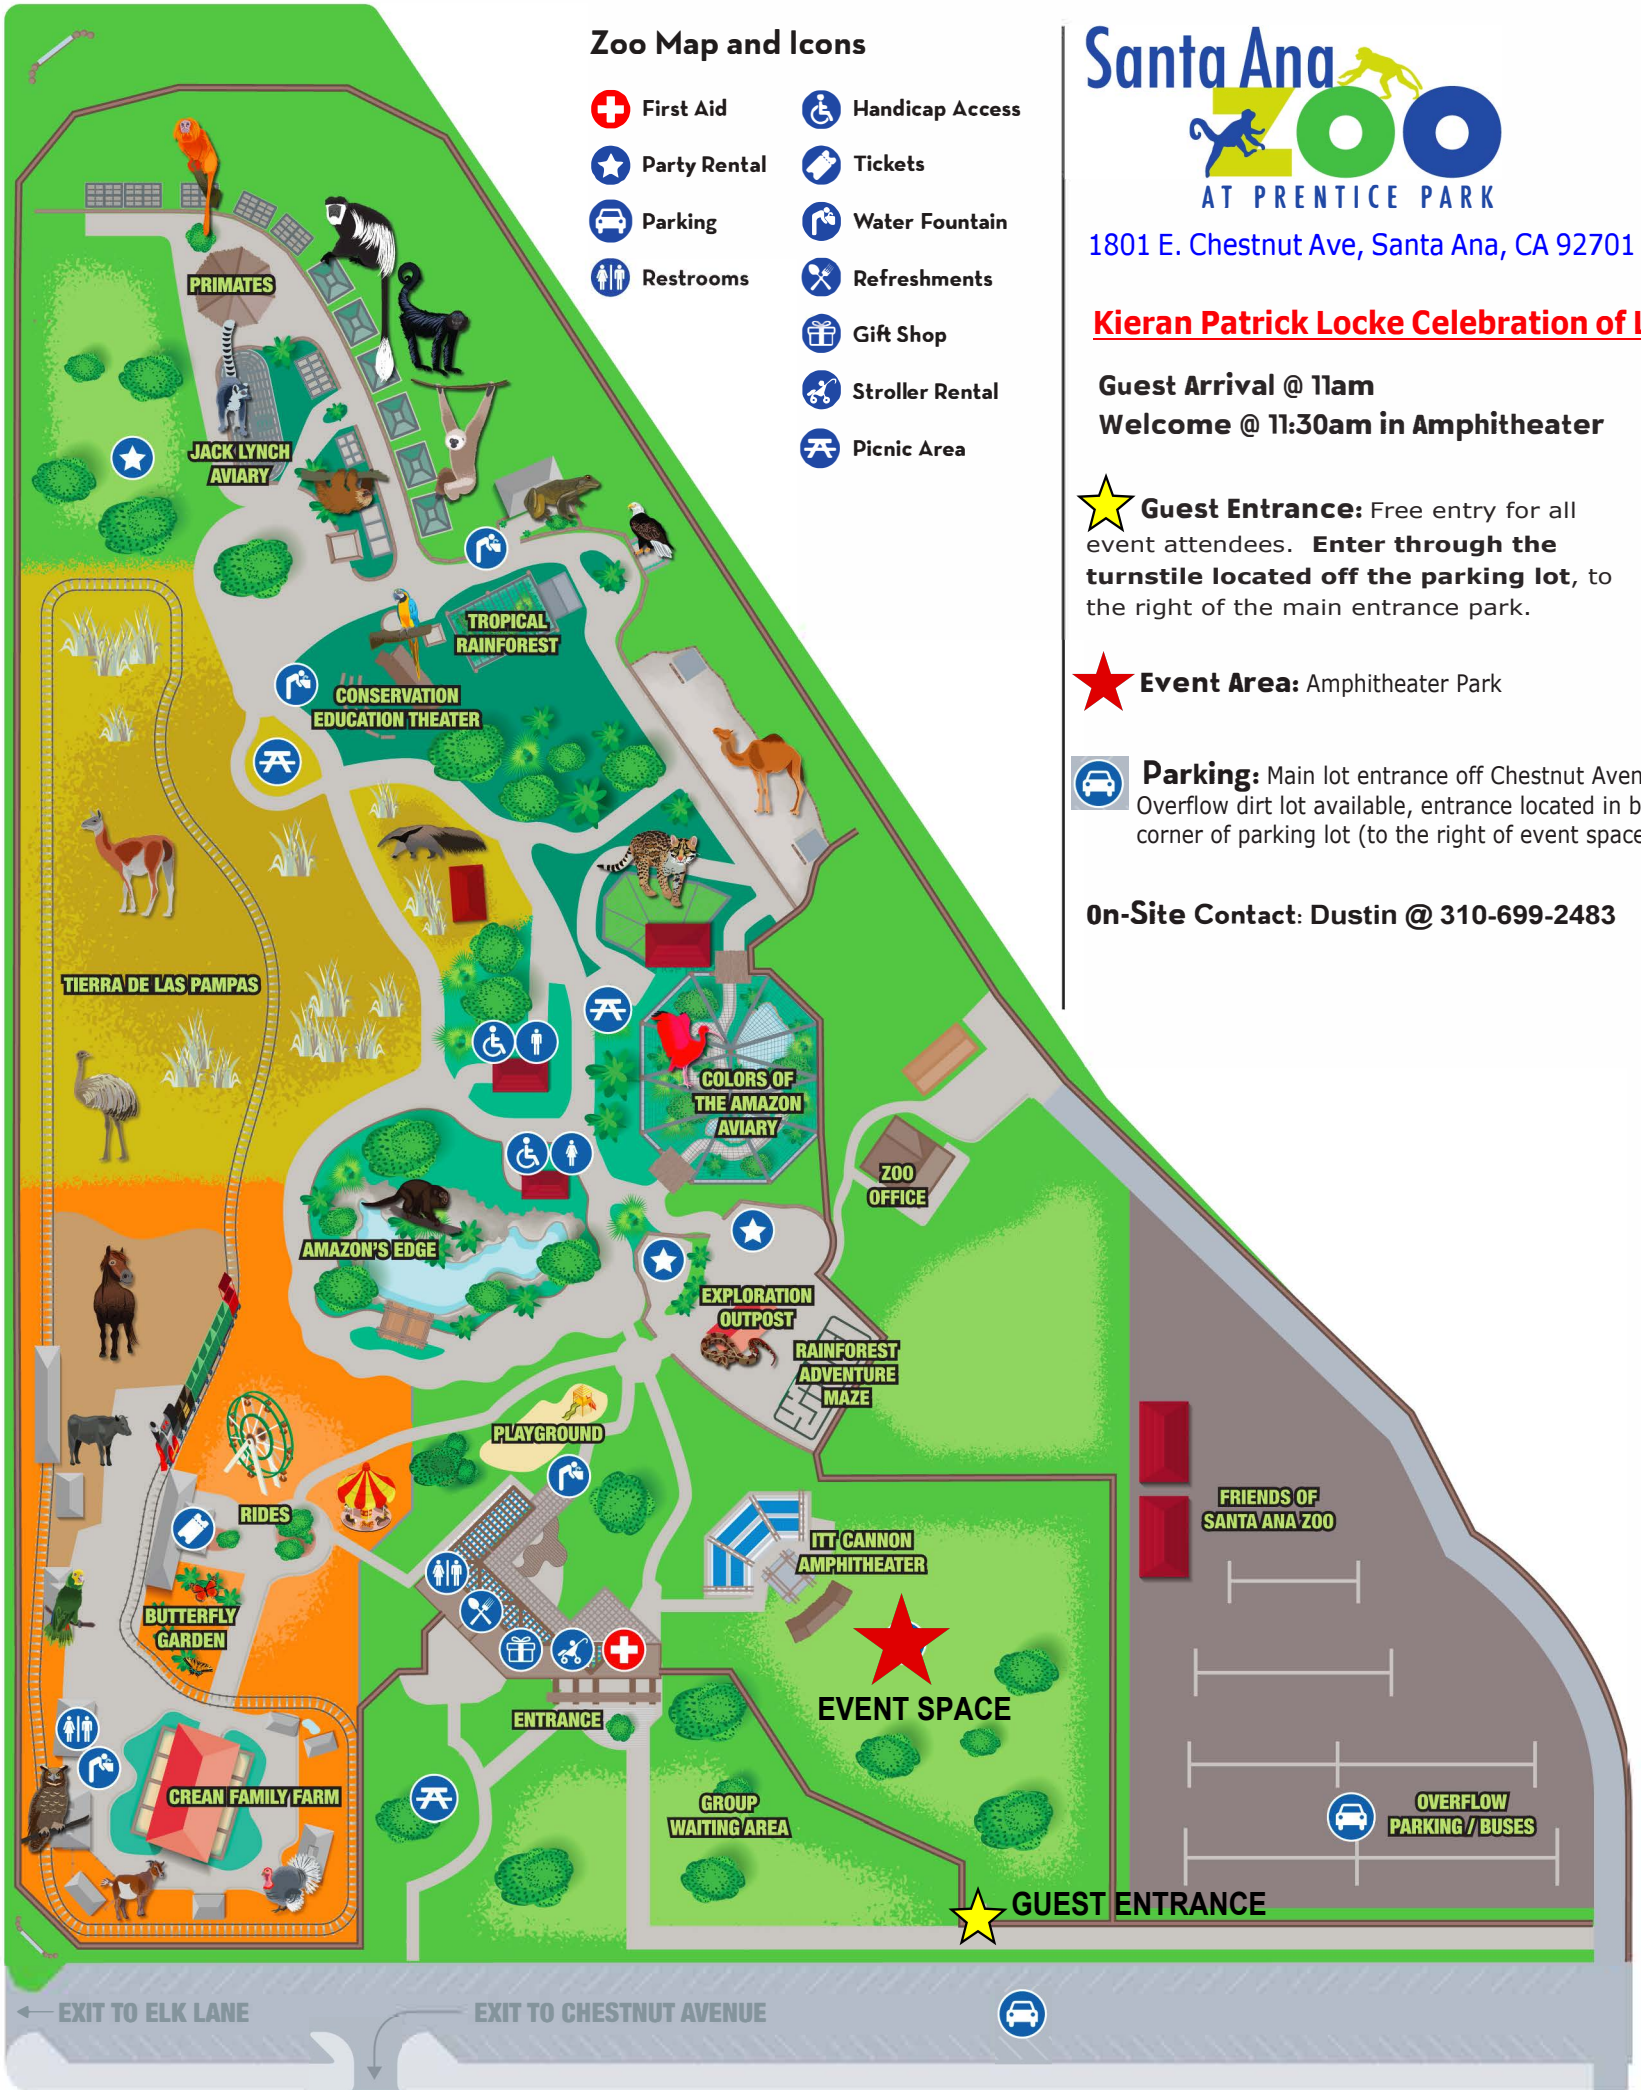 Zoo Map and Icons
First Aid
Party Rental
Parking
Restrooms
Handicap Access
Tickets
Water Fountain
Refreshments
Gift Shop
Stroller Rental
Picnic Area
Santa Ana
ZOO
AT PRENTICE PARK
1801 E. Chestnut Ave, Santa Ana, CA 92701
Kieran Patrick Locke Celebration of L
Guest Arrival @ 11am
Welcome @ 11:30am in Amphitheater
Guest Entrance: Free entry for all
event attendees. Enter through the
turnstile located off the parking lot, to
the right of the main entrance park.
Event Area: Amphitheater Park
Parking: Main lot entrance off Chestnut Aven
Overflow dirt lot available, entrance located in b
corner of parking lot (to the right of event space
On-Site Contact: Dustin @ 310-699-2483
PRIMATES
JACK LYNCH
AVIARY
TROPICAL
RAINFOREST
CONSERVATION
EDUCATION THEATER
TIERRA DE LAS PAMPAS
COLORS OF
THE AMAZON
AVIARY
ZOO
OFFICE
AMAZON'S EDGE
EXPLORATION
OUTPOST
RAINFOREST
ADVENTURE
MAZE
PLAYGROUND
RIDES
FRIENDS OF
SANTA ANA ZOO
ITT CANNON
AMPHITHEATER
BUTTERFLY
GARDEN
EVENT SPACE
ENTRANCE
CREAN FAMILY FARM
GROUP
WAITING AREA
OVERFLOW
PARKING / BUSES
GUEST ENTRANCE
EXIT TO ELK LANE
EXIT TO CHESTNUT AVENUE